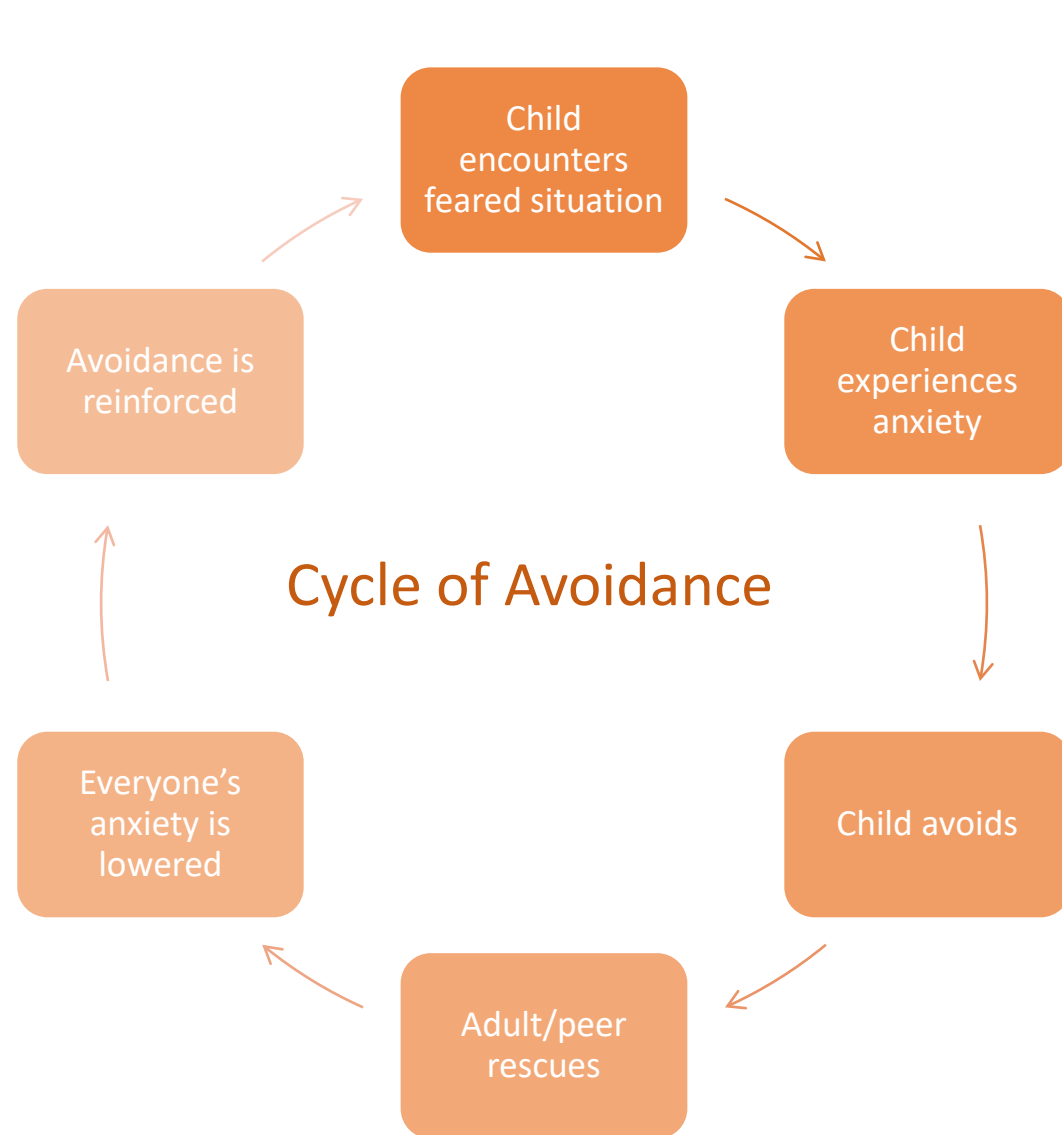 Child
encounters
feared situation
Child
experiences
anxiety
Child avoids
Adult/peer
rescues
Everyone’s
anxiety is
lowered
Avoidance is
reinforced
Cycle of Avoidance